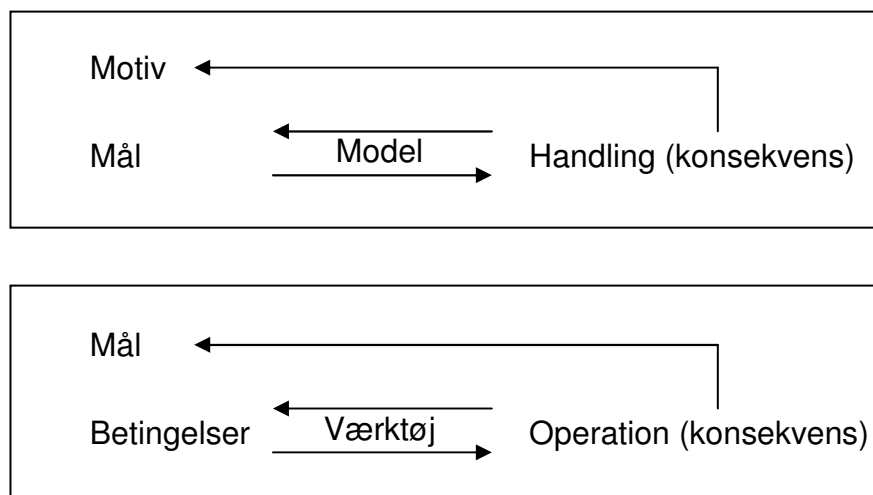 Motiv
Mål Model Handling (konsekvens)
Mål
Betingelser Værktøj Operation (konsekvens)